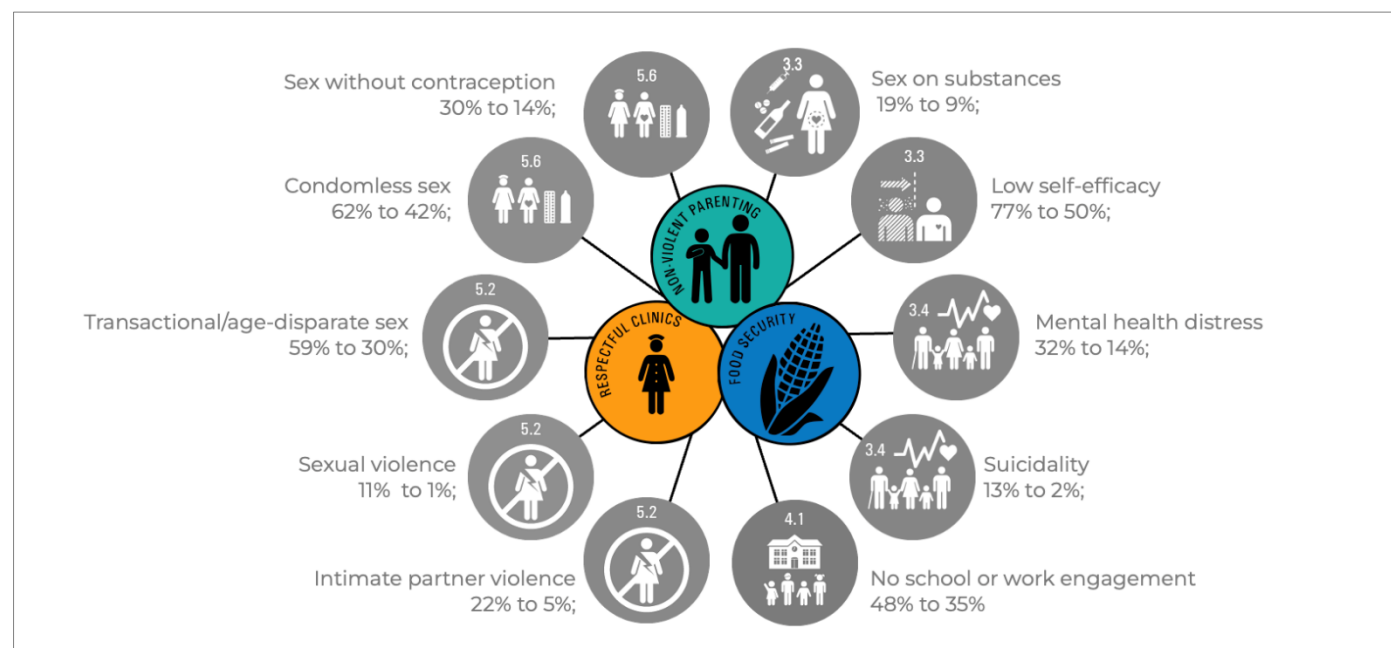 5.6
Sex without contraception
30% to 14%;
3.3
Sex on substances
19% to 9%;
5.6
Condomless sex
62% to 42%;
3.3
Low self-efficacy
77% to 50%;
NON-VIOLENT PARENTING
5.2
Transactional/age-disparate sex
59% to 30%;
RESPECTFUL CLINICS
FOOD SECURITY
3.4
Mental health distress
32% to 14%;
5.2
Sexual violence
11% to 1%;
3.4
Suicidality
13% to 2%;
5.2
Intimate partner violence
22% to 5%;
4.1
No school or work engagement
48% to 35%